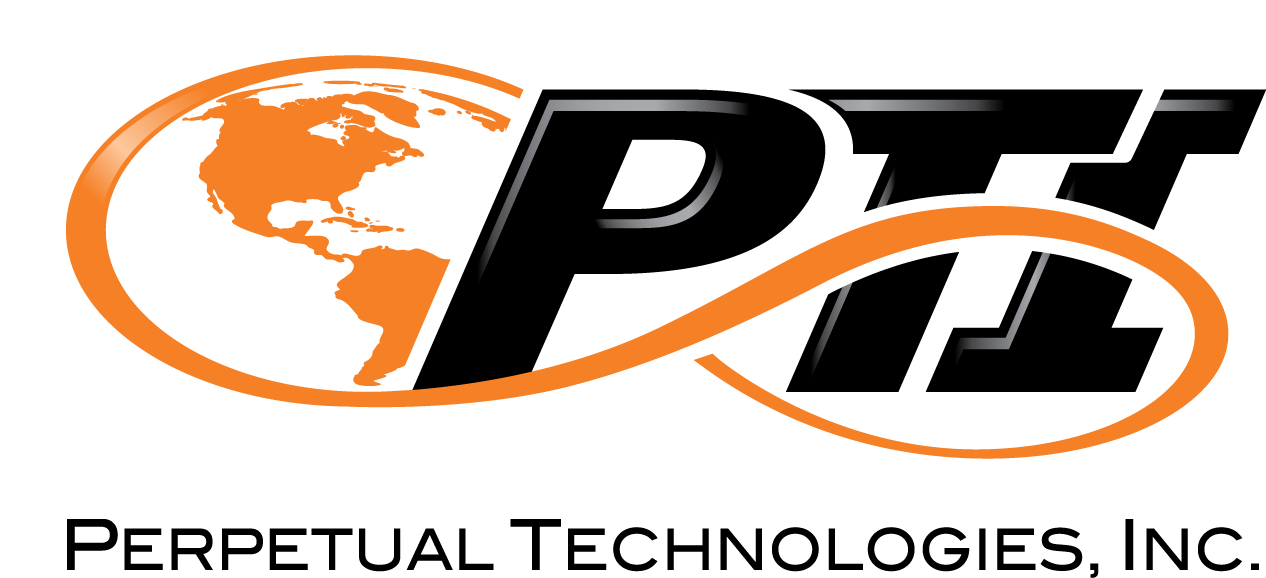 PTI
PERPETUAL TECHNOLOGIES, INC.